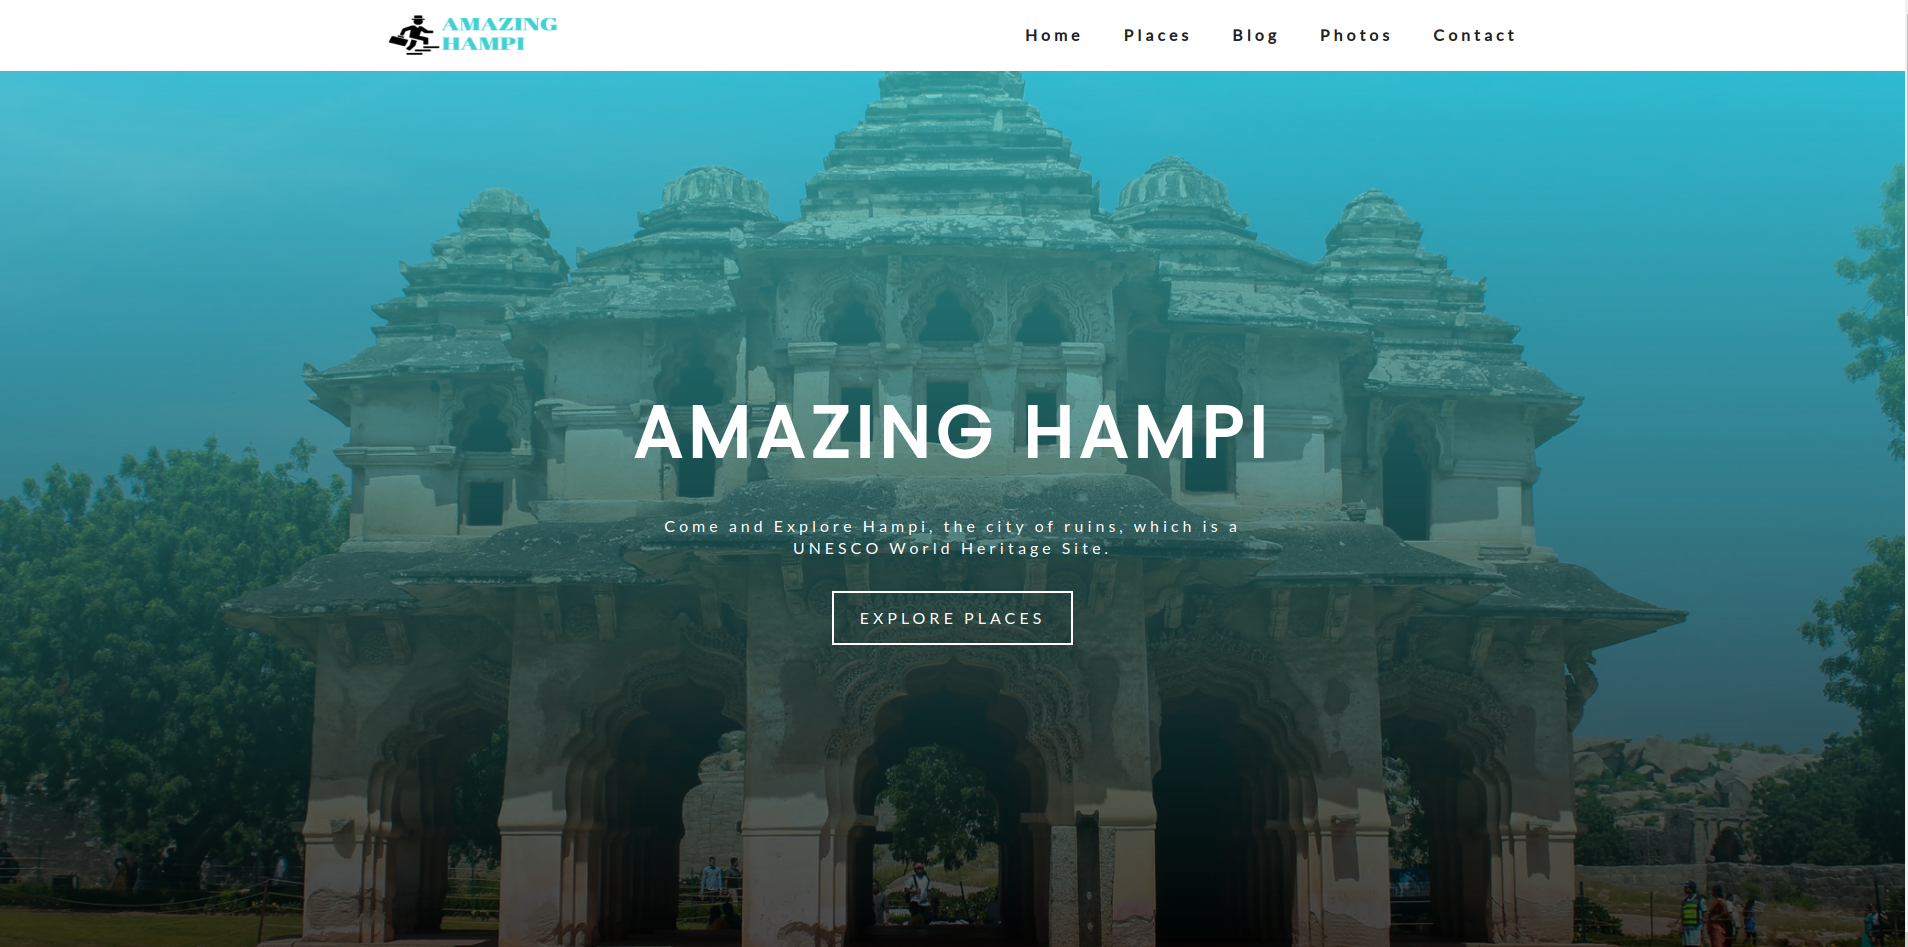 AMAZING
HAMPI
Home Places Blog Photos Contact
AMAZING HAMPI
Come and Explore Hampi, the city of ruins, which is a
UNESCO World Heritage Site.
EXPLORE PLACES